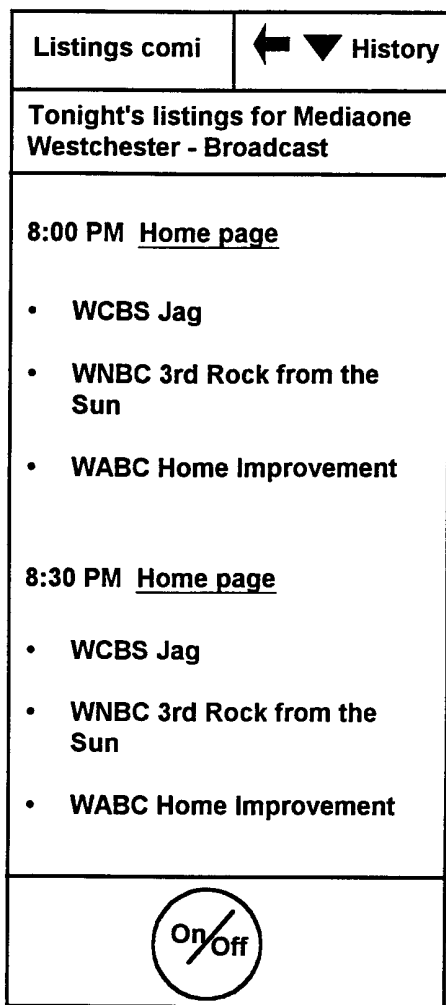 Listings comi
History
Tonight's listings for Mediaone
Westchester - Broadcast
8:00 PM Home page
• WCBS Jag
• WNBC 3rd Rock from the
Sun
• WABC Home Improvement
8:30 PM Home page
• WCBS Jag
• WNBC 3rd Rock from the
Sun
• WABC Home Improvement
On/Off